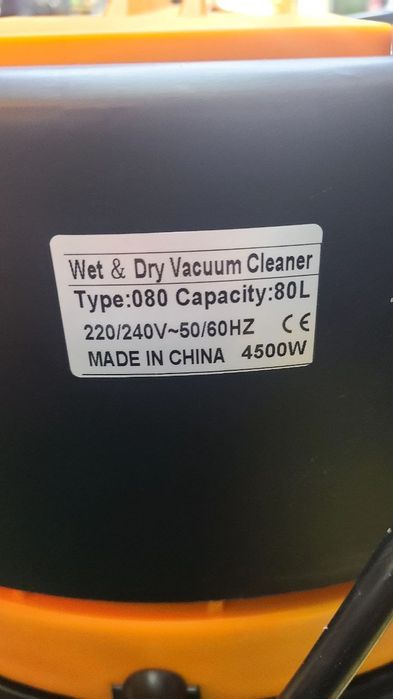 Wet & Dry Vacuum Cleaner
Type:080 Capacity:80L
220/240V~50/60HZ CE
MADE IN CHINA 4500W